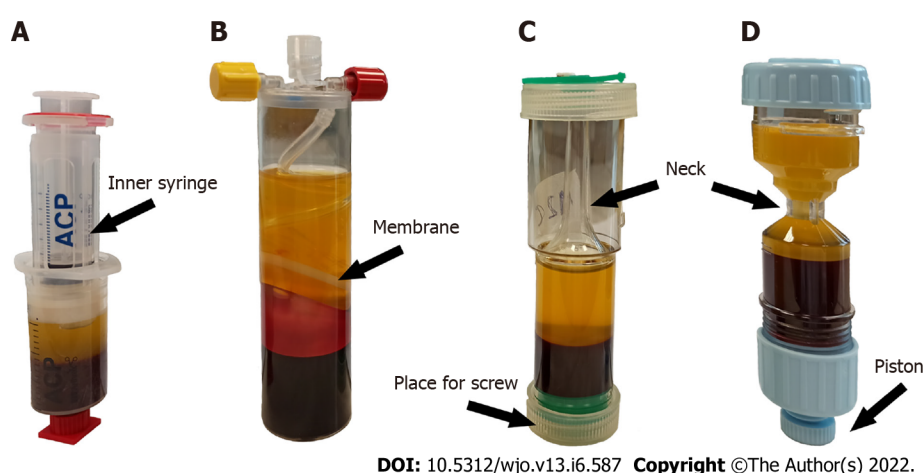 A
B
C
D
Inner syringe
ACP
Neck
Membrane
ACP
Place for screw
Piston
DOI: 10.5312/wjo.v13.i6.587 Copyright ©The Author(s) 2022.